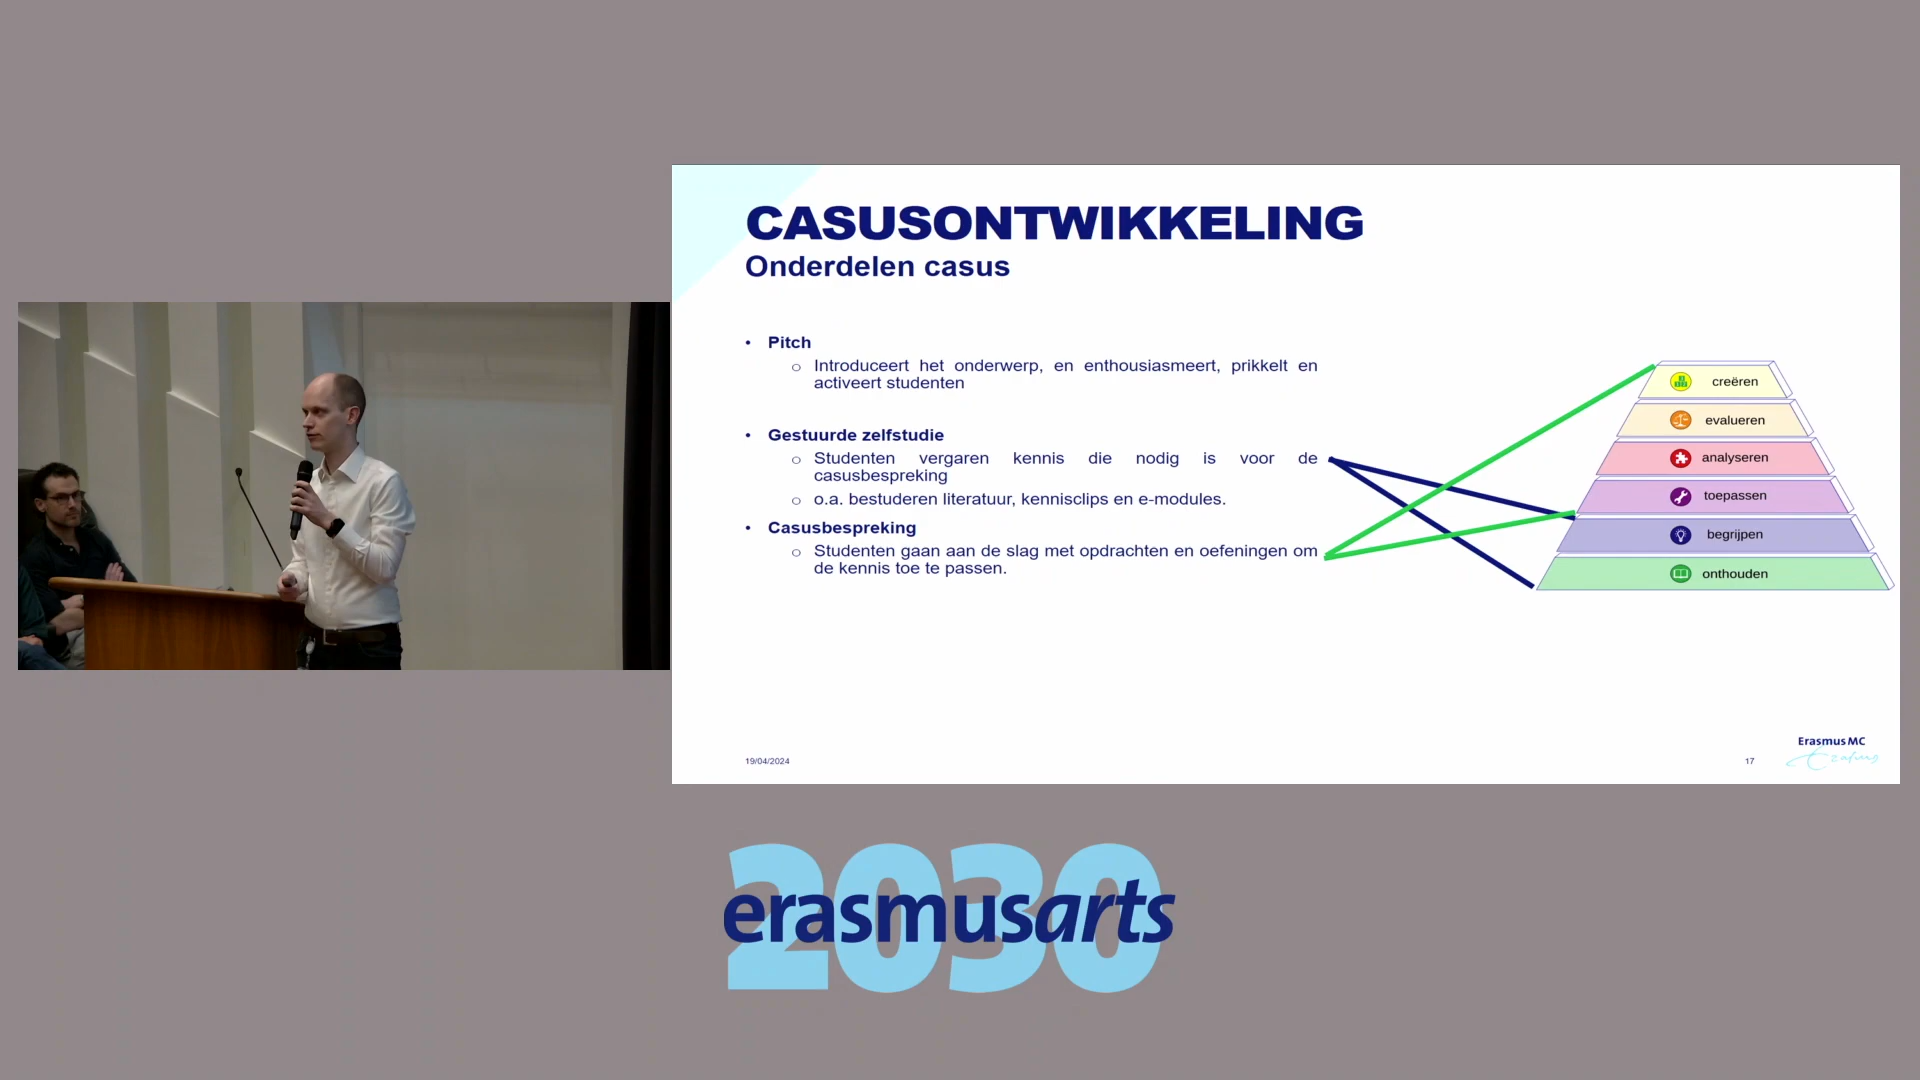 CASUSONTWIKKELING
Onderdelen casus
• Pitch
o Introduceert het onderwerp, en enthousiasmeert, prikkelt en
activeert studenten
• Gestuurde zelfstudie
o Studenten vergaren kennis die nodig is voor de
casusbespreking
o o.a. bestuderen literatuur, kennisclips en e-modules.
• Casusbespreking
o Studenten gaan aan de slag met opdrachten en oefeningen om
de kennis toe te passen.
creëren
evalueren
analyseren
toepassen
begrijpen
onthouden
19/04/2024
17
Erasmus MC
Erasmus
2030
erasmusarts